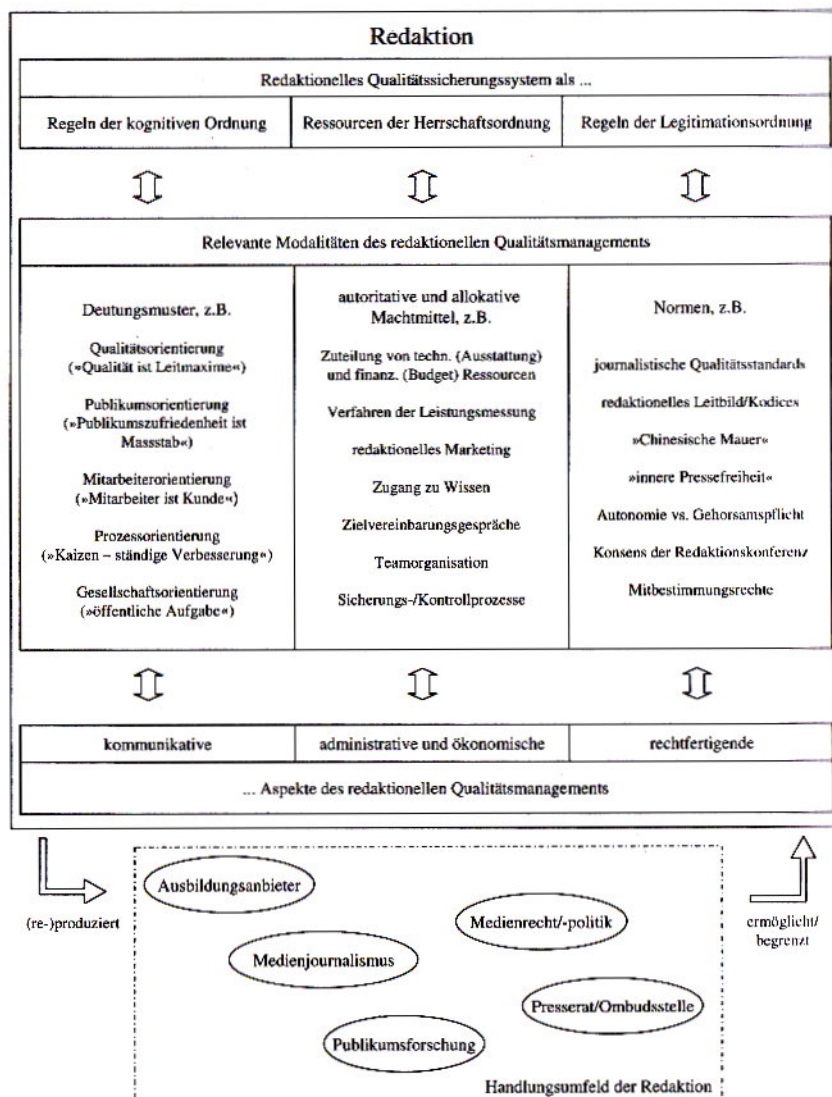 Redaktion
Redaktionelles Qualitätssicherungssystem als ...
Regeln der kognitiven Ordnung
Ressourcen der Herrschaftsordnung
Regeln der Legitimationsordnung
Relevante Modalitäten des redaktionellen Qualitätsmanagements
Deutungsmuster, z.B.
Qualitätsorientierung
(»Qualität ist Leitmaxime«)
Publikumsorientierung
(»Publikumszufriedenheit ist
Massstab«)
Mitarbeiterorientierung
(»Mitarbeiter ist Kunde«)
Prozessorientierung
(»Kaizen – ständige Verbesserung«)
Gesellschaftsorientierung
(»öffentliche Aufgabe«)
autoritative und allokative
Machtmittel, z.B.
Zuteilung von techn. (Ausstattung)
und finanz. (Budget) Ressourcen
Verfahren der Leistungsmessung
redaktionelles Marketing
Zugang zu Wissen
Zielvereinbarungsgespräche
Teamorganisation
Sicherungs-/Kontrollprozesse
Normen, z.B.
journalistische Qualitätsstandards
redaktionelles Leitbild/Kodices
»Chinesische Mauer«
»innere Pressefreiheit«
Autonomie vs. Gehorsamspflicht
Konsens der Redaktionskonferenz
Mitbestimmungsrechte
kommunikative
administrative und ökonomische
rechtfertigende
... Aspekte des redaktionellen Qualitätsmanagements
(re-)produziert
Ausbildungsanbieter
Medienrecht/-politik
Medienjournalismus
Presserat/Ombudsstelle
Publikumsforschung
Handlungsumfeld der Redaktion
ermöglicht/
begrenzt